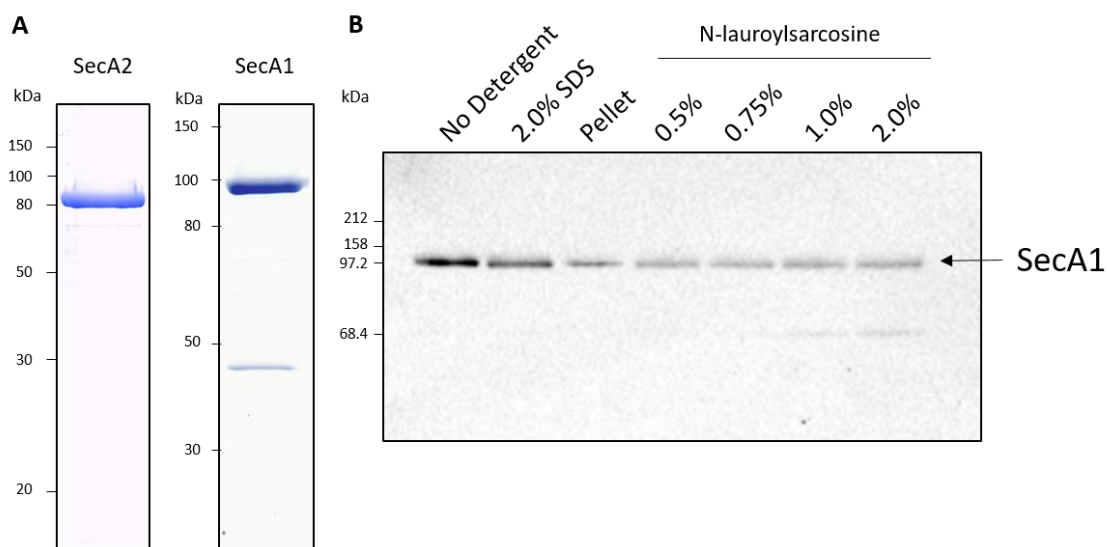 A
SecA2
kDa
150
100
80
50
30
20
SecA1
kDa
150
100
80
50
30
B
N-lauroylsarcosine
kDa
No Detergent
2.0% SDS
Pellet
0.5%
0.75%
1.0%
2.0%
212
158
97.2
68.4
SecA1